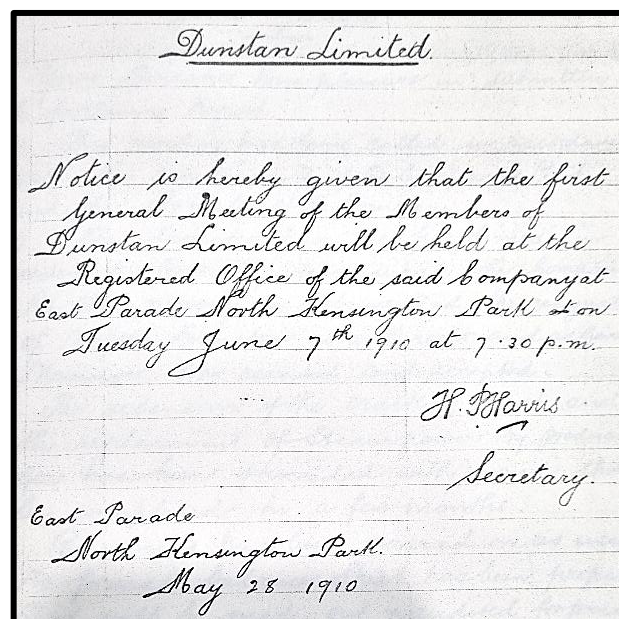 Dunstan Limited.
Notice is hereby given that the first
General Meeting of the Members of
Dunstan Limited will be held at the
Registered Office of the said Company at
East Parade North Kensington Park & on
Tuesday June 7th 1910 at 7.30 p.m.
H. P. Harris
Secretary.
East Parade
North Kensington Park.
May 28 1910